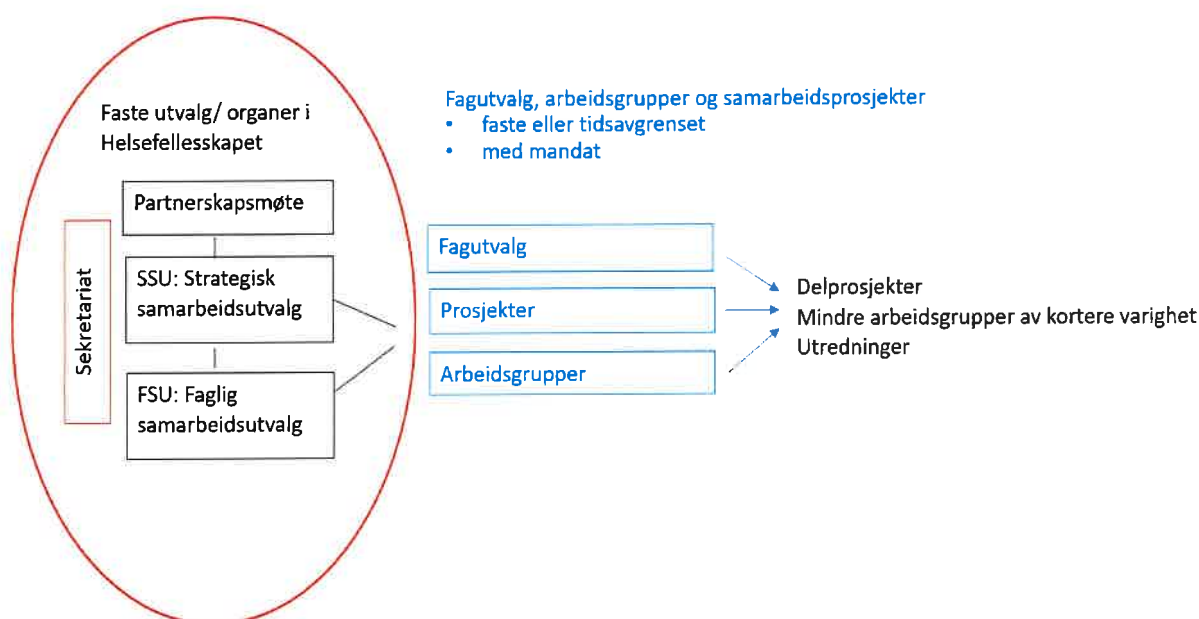 Faste utvalg/ organer i
Helsefellesskapet
Sekretariat
Partnerskapsmøte
SSU: Strategisk
samarbeidsutvalg
FSU: Faglig
samarbeidsutvalg
Fagutvalg, arbeidsgrupper og samarbeidsprosjekter
• faste eller tidsavgrenset
• med mandat
Fagutvalg
Prosjekter
Arbeidsgrupper
Delprosjekter
Mindre arbeidsgrupper av kortere varighet
Utredninger